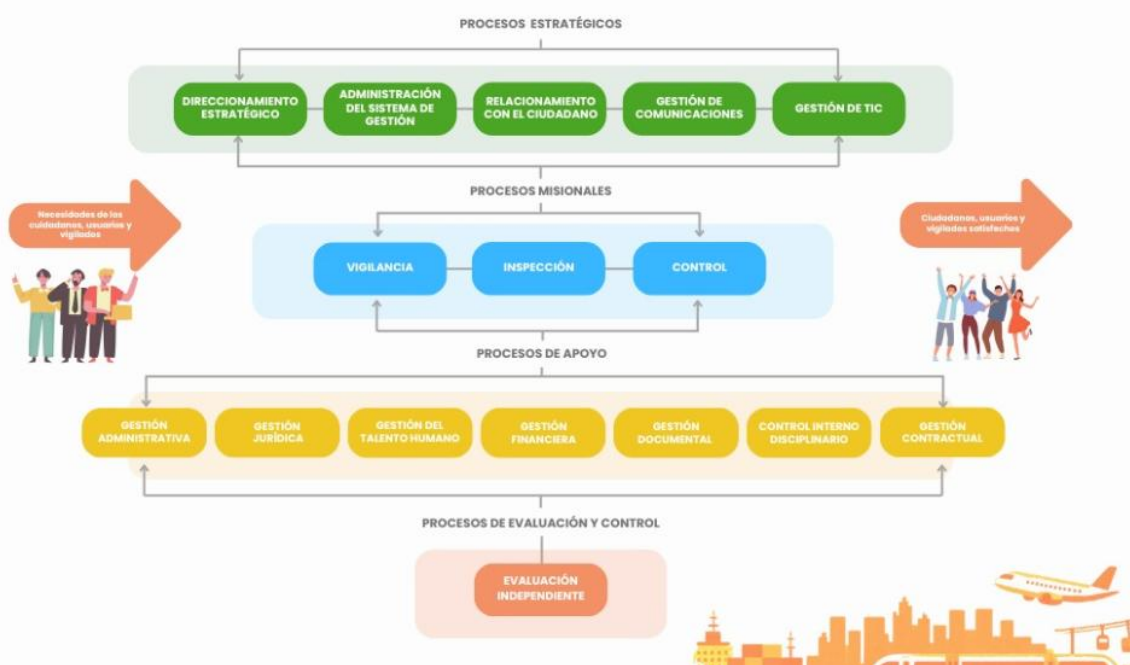 PROCESOS ESTRATÉGICOS
DIRECCIONAMIENTO
ESTRATÉGICO
ADMINISTRACIÓN
DEL SISTEMA DE
GESTIÓN
RELACIONAMIENTO
CON EL CIUDADANO
GESTIÓN DE
COMUNICACIONES
GESTIÓN DE TIC
PROCESOS MISIONALES
Necesidades de los
cuidadanos, usuarios y
vigilados
VIGILANCIA
INSPECCIÓN
CONTROL
Ciudadanos, usuarios y
vigilados satisfechos
PROCESOS DE APOYO
GESTIÓN
ADMINISTRATIVA
GESTIÓN
JURÍDICA
GESTIÓN DEL
TALENTO HUMANO
GESTIÓN
FINANCIERA
GESTIÓN
DOCUMENTAL
CONTROL INTERNO
DISCIPLINARIO
GESTIÓN
CONTRACTUAL
PROCESOS DE EVALUACIÓN Y CONTROL
EVALUACIÓN
INDEPENDIENTE